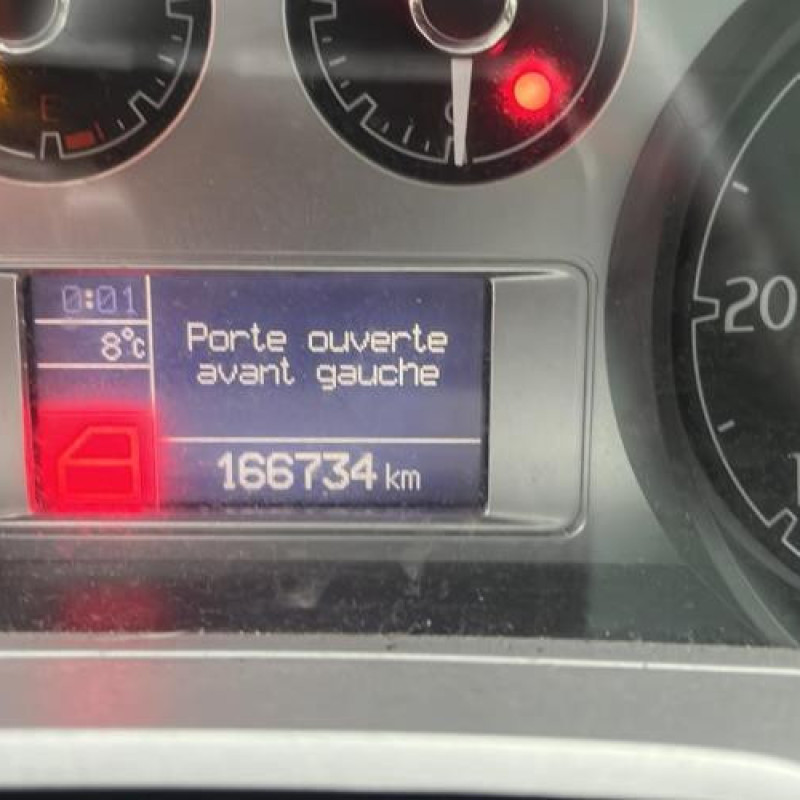 E
C
0:01
8°C
Porte ouverte
avant gauche
166734 km
20